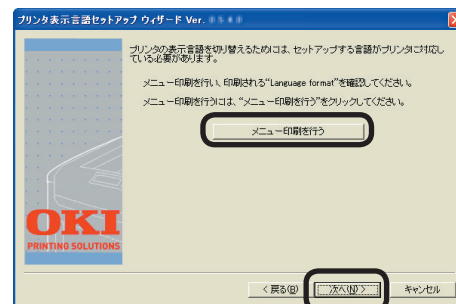 プリンタ表示言語セットアップ ウィザード Ver.
プリンタの表示言語を切り替えるためには、セットアップする言語がプリンタに対応し
ている必要があります。
メニュー印刷を行い、印刷される"Language format"を確認してください。
メニュー印刷を行うには、"メニュー印刷を行う"をクリックしてください。
メニュー印刷を行う
OKI
PRINTING SOLUTIONS
< 戻る(B)
次へ(N) >
キャンセル